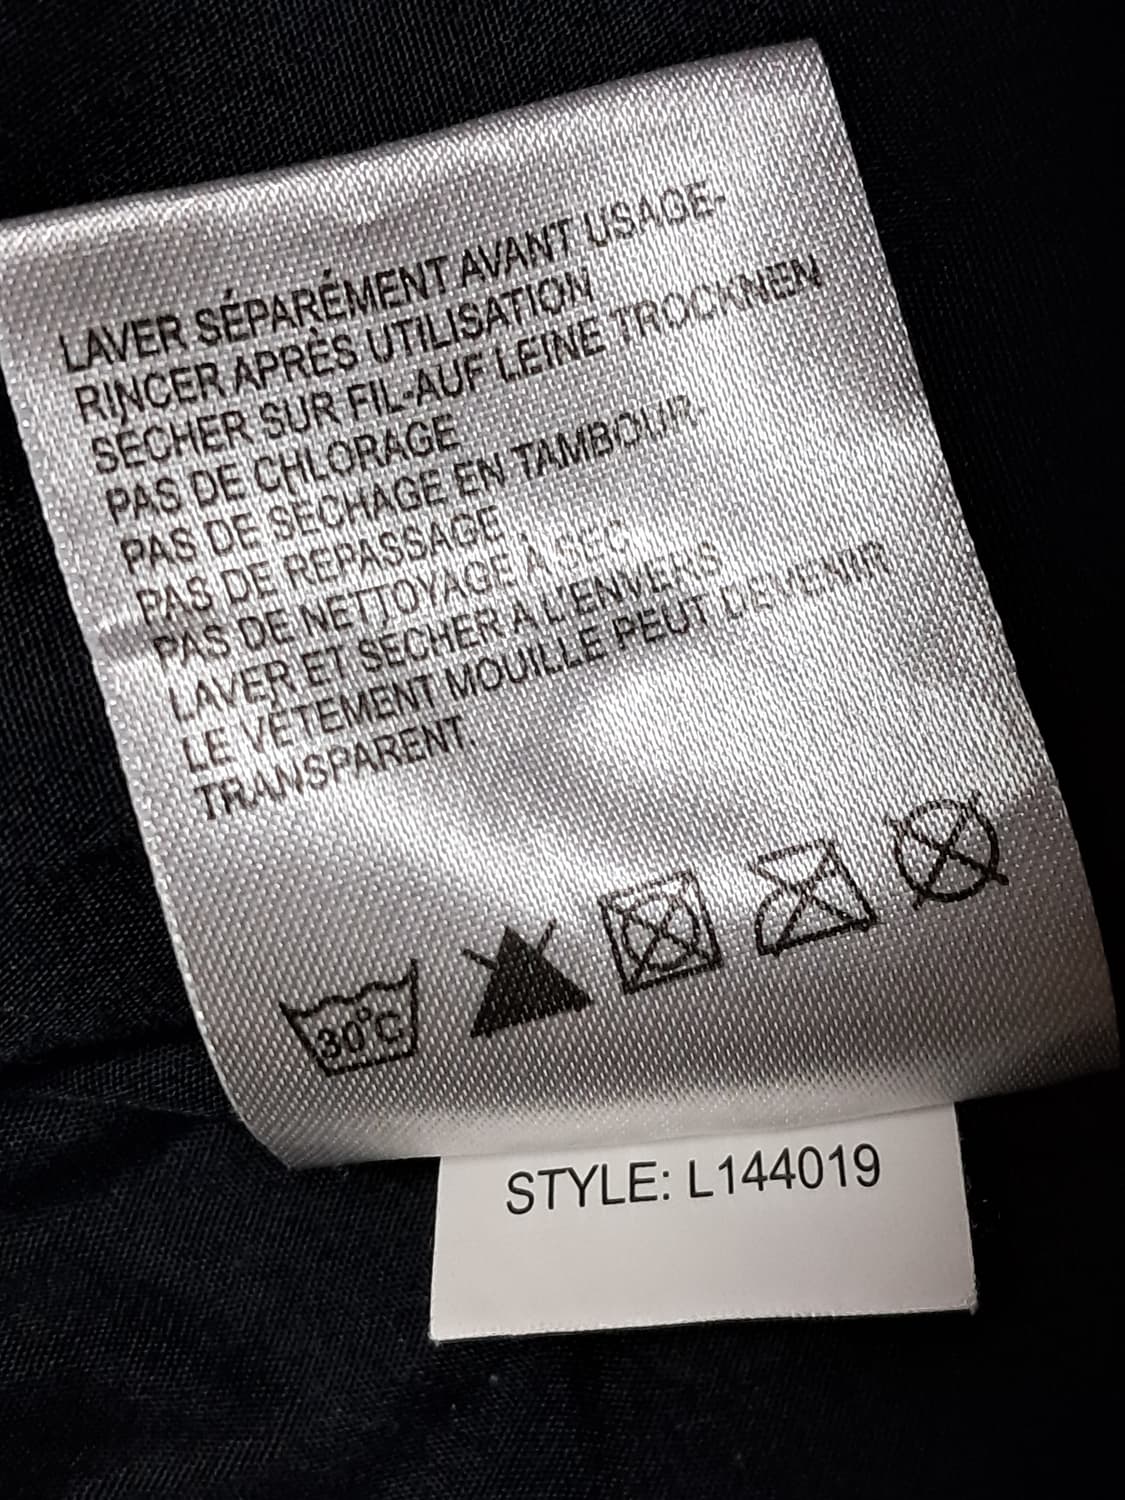 LAVER SÉPARÉMENT AVANT USAGE-
RINCER APRÈS UTILISATION
SÉCHER SUR FIL-AUF LEINE TROCKNEN
PAS DE CHLORAGE
PAS DE SÉCHAGE EN TAMBOUR-
PAS DE REPASSAGE
PAS DE NETTOYAGE À SEC
LAVER ET SÉCHER À L'ENVERS
LE VÊTEMENT MOUILLE PEUT DEVENIR
TRANSPARENT.
30°C
STYLE: L144019